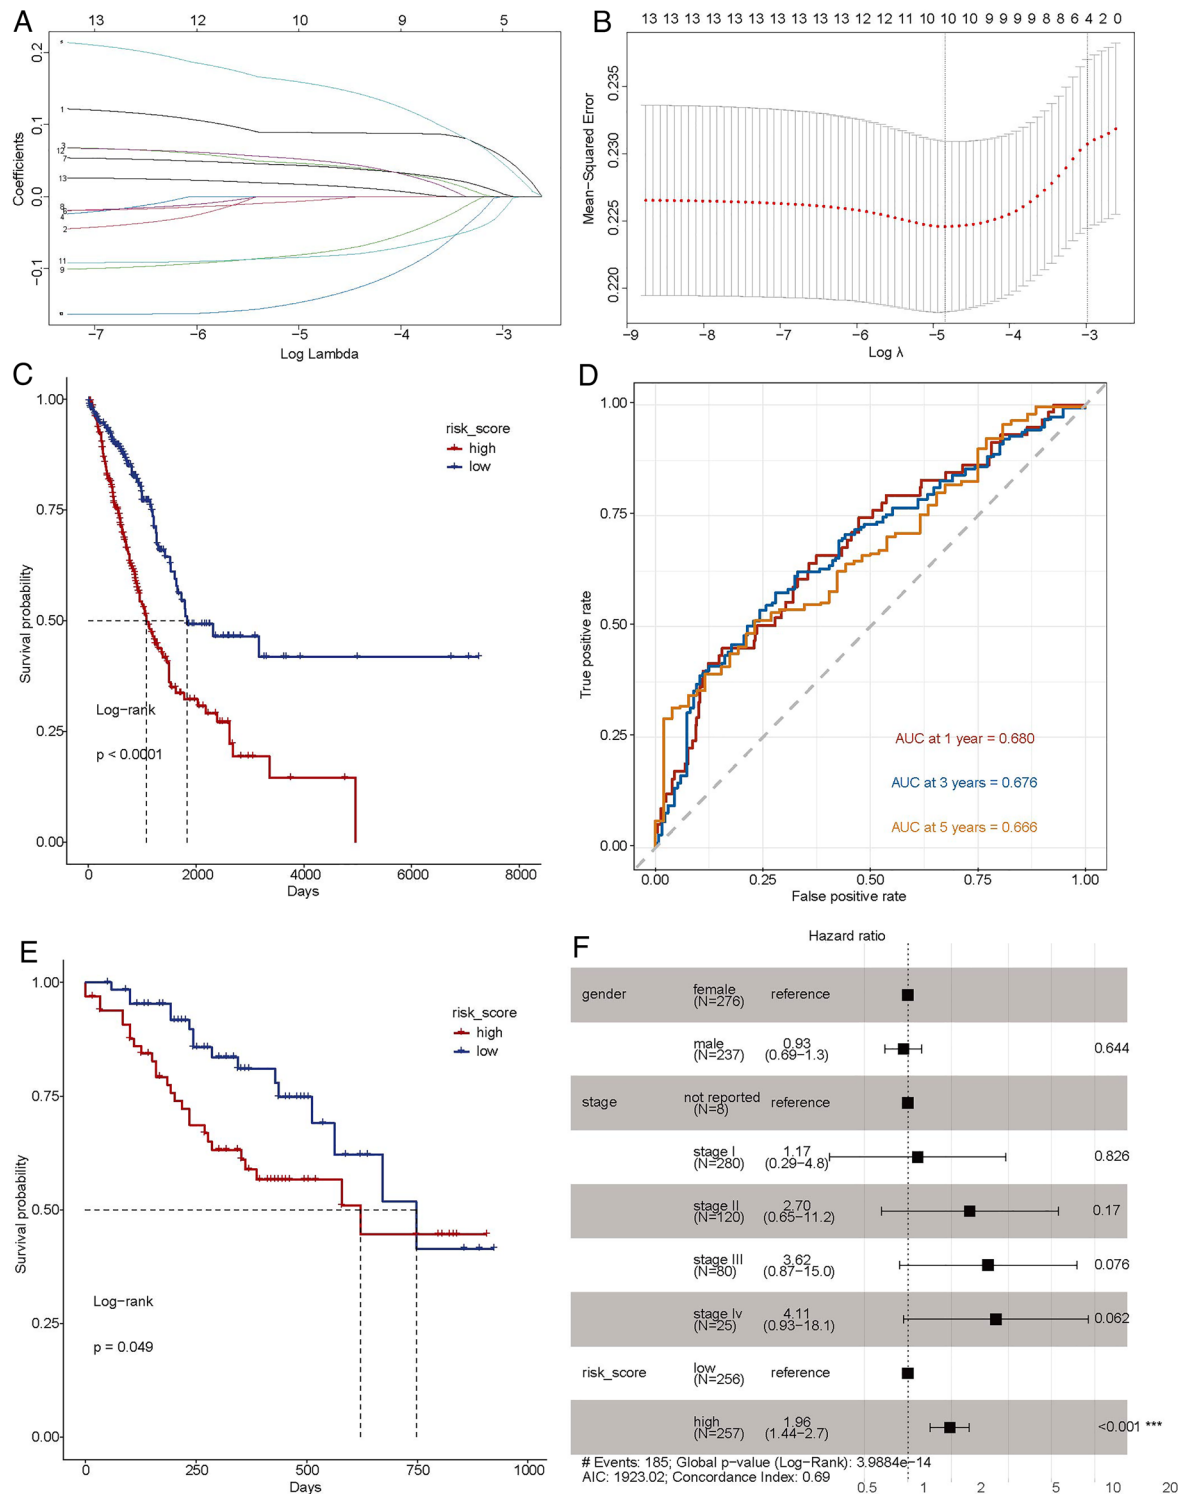 A
13 12 10 9 5
Coefficients
0.2
0.1
0.0
−0.1
1
3
12
7
13
8
6
4
2
11
9
−7 −6 −5 −4 −3
Log Lambda
B
13 13 13 13 13 13 13 12 12 11 10 10 10 9 9 9 9 8 8 6 4 2 0
Mean−Squared Error
0.235
0.230
0.225
0.220
−9 −8 −7 −6 −5 −4 −3
Log λ
C
Survival probability
1.00
0.75
0.50
0.25
0.00
risk_score
high
low
Log−rank
p < 0.0001
0 2000 4000 6000 8000
Days
D
True positive rate
1.00
0.75
0.50
0.25
0.00
AUC at 1 year = 0.680
AUC at 3 years = 0.676
AUC at 5 years = 0.666
0.00 0.25 0.50 0.75 1.00
False positive rate
E
Survival probability
1.00
0.75
0.50
0.25
0.00
risk_score
high
low
Log−rank
p = 0.049
0 250 500 750 1000
Days
F
Hazard ratio
gender female (N=276) reference
male (N=237) 0.93 (0.69−1.3) 0.644
stage not reported (N=8) reference
stage I (N=280) 1.17 (0.29−4.8) 0.826
stage II (N=120) 2.70 (0.65−11.2) 0.17
stage III (N=80) 3.62 (0.87−15.0) 0.076
stage Iv (N=25) 4.11 (0.93−18.1) 0.062
risk_score low (N=256) reference
high (N=257) 1.96 (1.44−2.7) <0.001 ***
# Events: 185; Global p−value (Log−Rank): 3.9884e−14
AIC: 1923.02; Concordance Index: 0.69
0.5 1 2 5 10 20